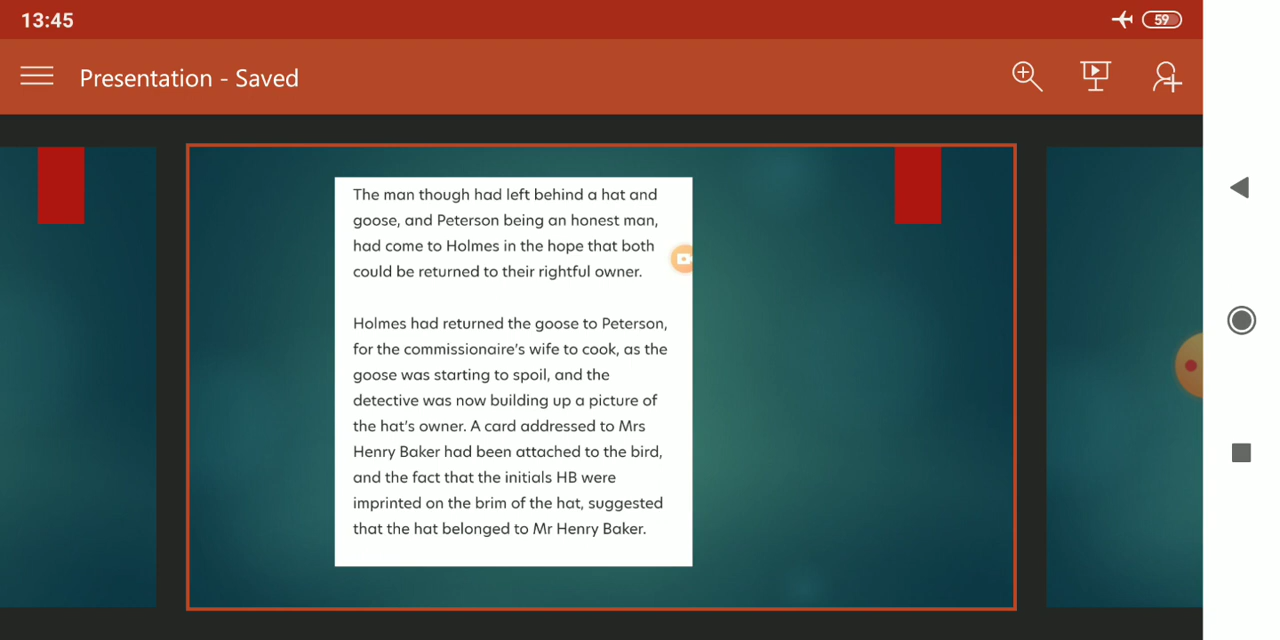 13:45
59
Presentation - Saved
The man though had left behind a hat and
goose, and Peterson being an honest man,
had come to Holmes in the hope that both
could be returned to their rightful owner.
Holmes had returned the goose to Peterson,
for the commissionaire's wife to cook, as the
goose was starting to spoil, and the
detective was now building up a picture of
the hat's owner. A card addressed to Mrs
Henry Baker had been attached to the bird,
and the fact that the initials HB were
imprinted on the brim of the hat, suggested
that the hat belonged to Mr Henry Baker.